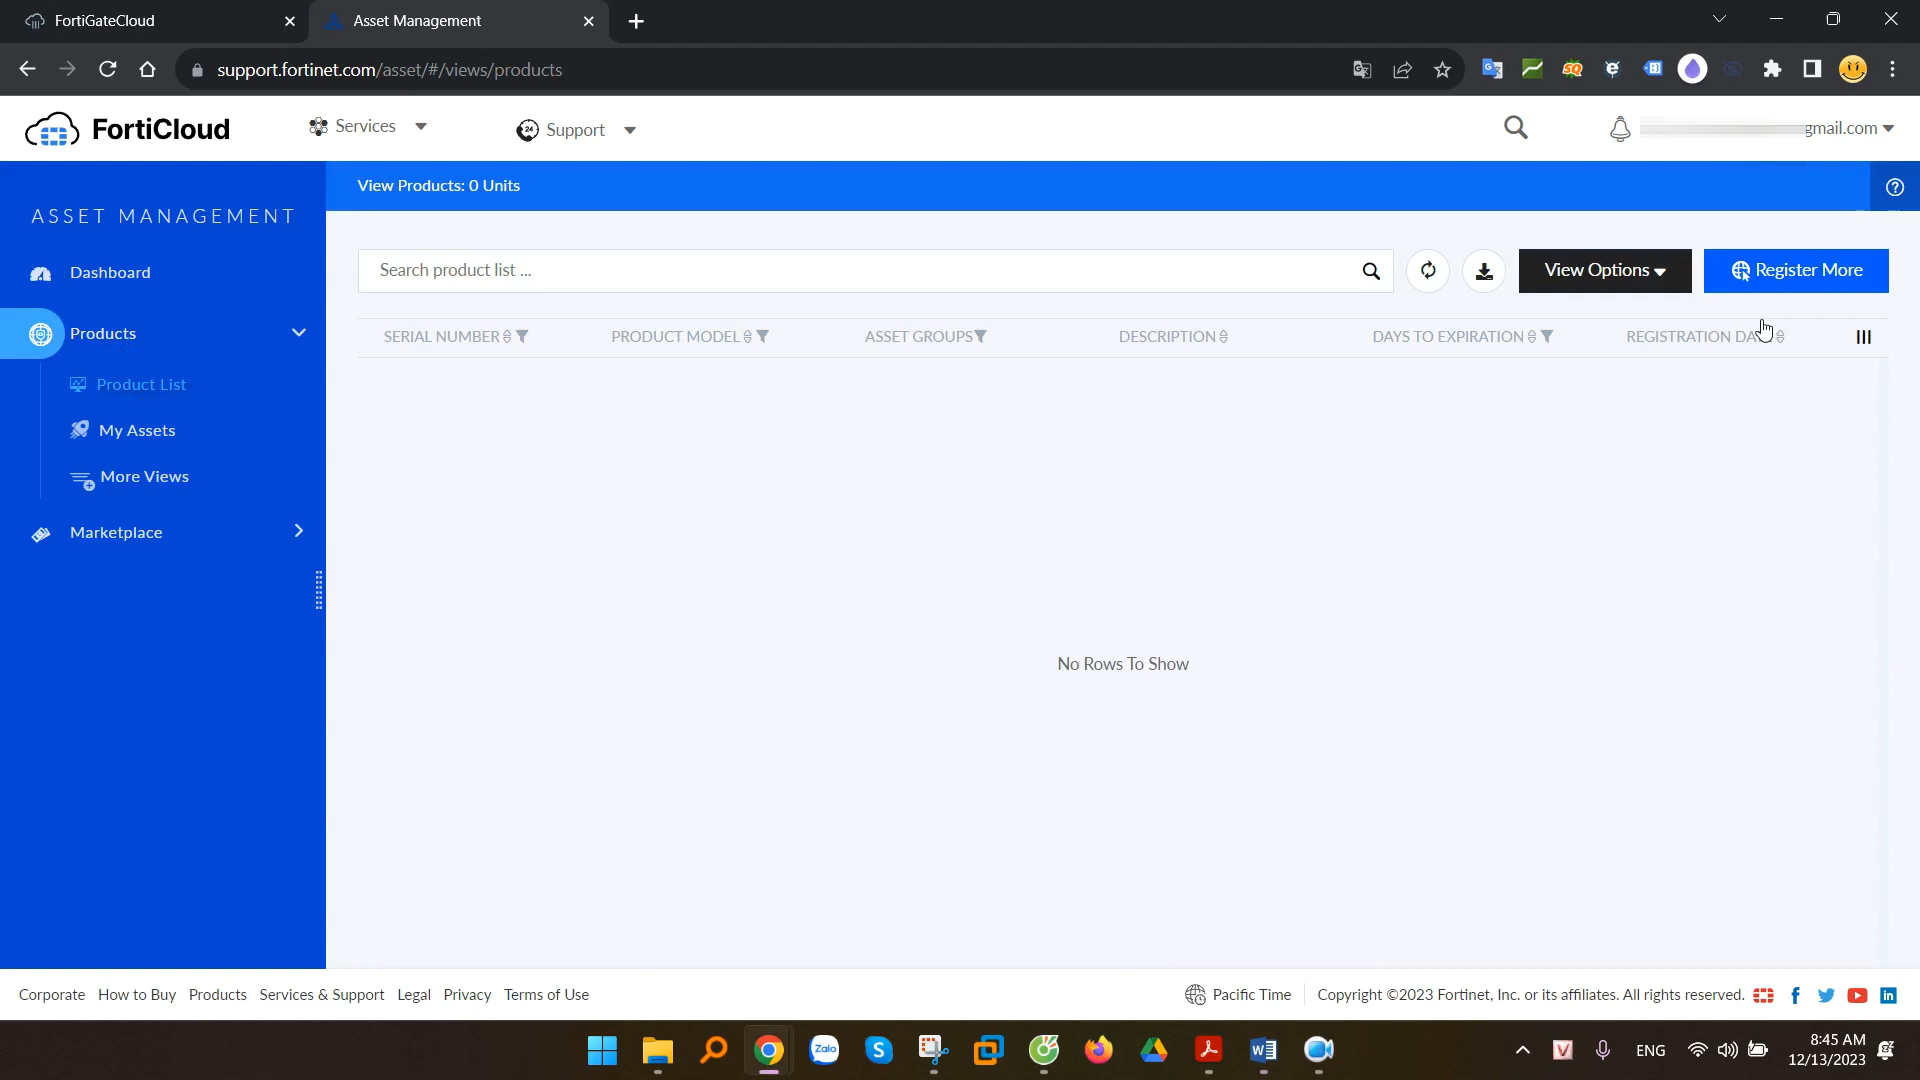 FortiGateCloud
Asset Management
support.fortinet.com/asset/#/views/products
FortiCloud
Services
24
Support
gmail.com
View Products: 0 Units
ASSET MANAGEMENT
Dashboard
Products
Product List
My Assets
More Views
Marketplace
Search product list ...
View Options
Register More
SERIAL NUMBER
PRODUCT MODEL
ASSET GROUPS
DESCRIPTION
DAYS TO EXPIRATION
REGISTRATION
No Rows To Show
Corporate How to Buy Products Services & Support Legal Privacy Terms of Use
Pacific Time
Copyright ©2023 Fortinet, Inc. or its affiliates. All rights reserved.
Zalo
ENG
8:45 AM
12/13/2023